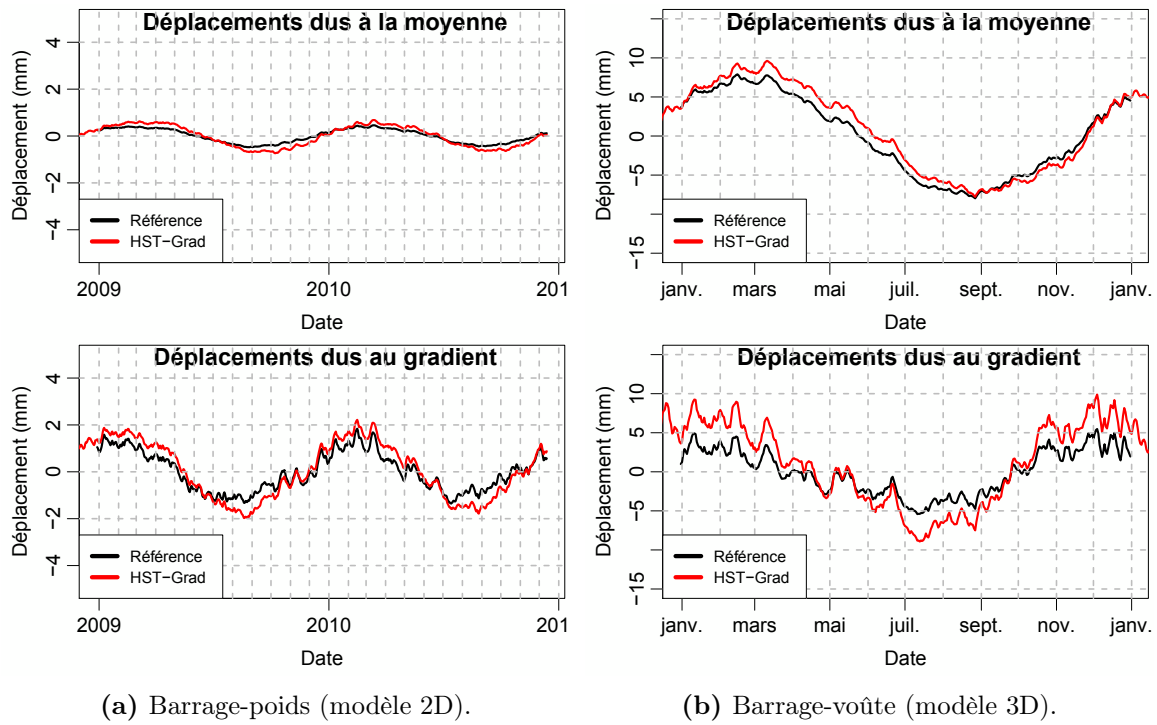 Déplacements dus à la moyenne
Déplacement (mm)
4
2
0
−2
−4
Référence
HST−Grad
2009
2010
201
Date
Déplacements dus à la moyenne
Déplacement (mm)
10
5
0
−5
−15
Référence
HST−Grad
janv.
mars
mai
juil.
sept.
nov.
janv.
Date
Déplacements dus au gradient
Déplacement (mm)
4
2
0
−2
−4
Référence
HST−Grad
2009
2010
201
Date
Déplacements dus au gradient
Déplacement (mm)
10
5
0
−5
−15
Référence
HST−Grad
janv.
mars
mai
juil.
sept.
nov.
janv.
Date
(a) Barrage-poids (modèle 2D).
(b) Barrage-voûte (modèle 3D).